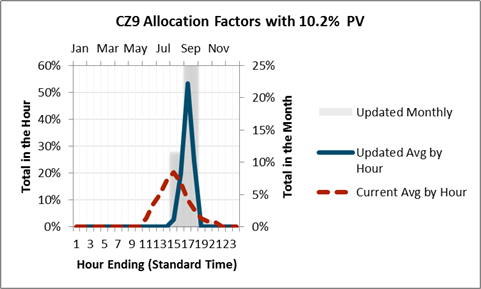 CZ9 Allocation Factors with 10.2% PV
Jan Mar May Jul Sep Nov
60% 25%
50% 20%
40% 15%
30% 10%
20% 5%
10% 0%
0%
Total in the Hour
Total in the Month
1 3 5 7 9 11 13 15 17 19 21 23
Hour Ending (Standard Time)
Updated Monthly
Updated Avg by
Hour
Current Avg by Hour